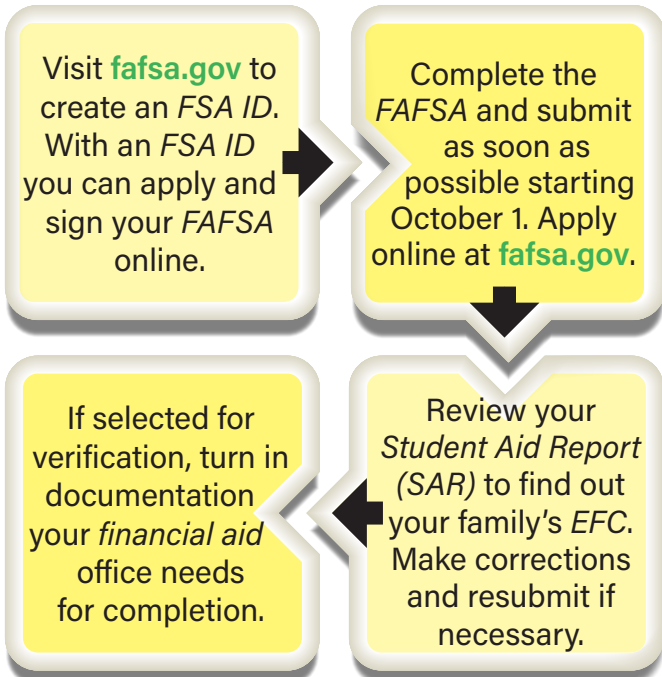 Visit fafsa.gov to
create an FSA ID.
With an FSA ID
you can apply and
sign your FAFSA
online.
Complete the
FAFSA and submit
as soon as
possible starting
October 1. Apply
online at fafsa.gov.
Review your
Student Aid Report
(SAR) to find out
your family's EFC.
Make corrections
and resubmit if
necessary.
If selected for
verification, turn in
documentation
your financial aid
office needs
for completion.